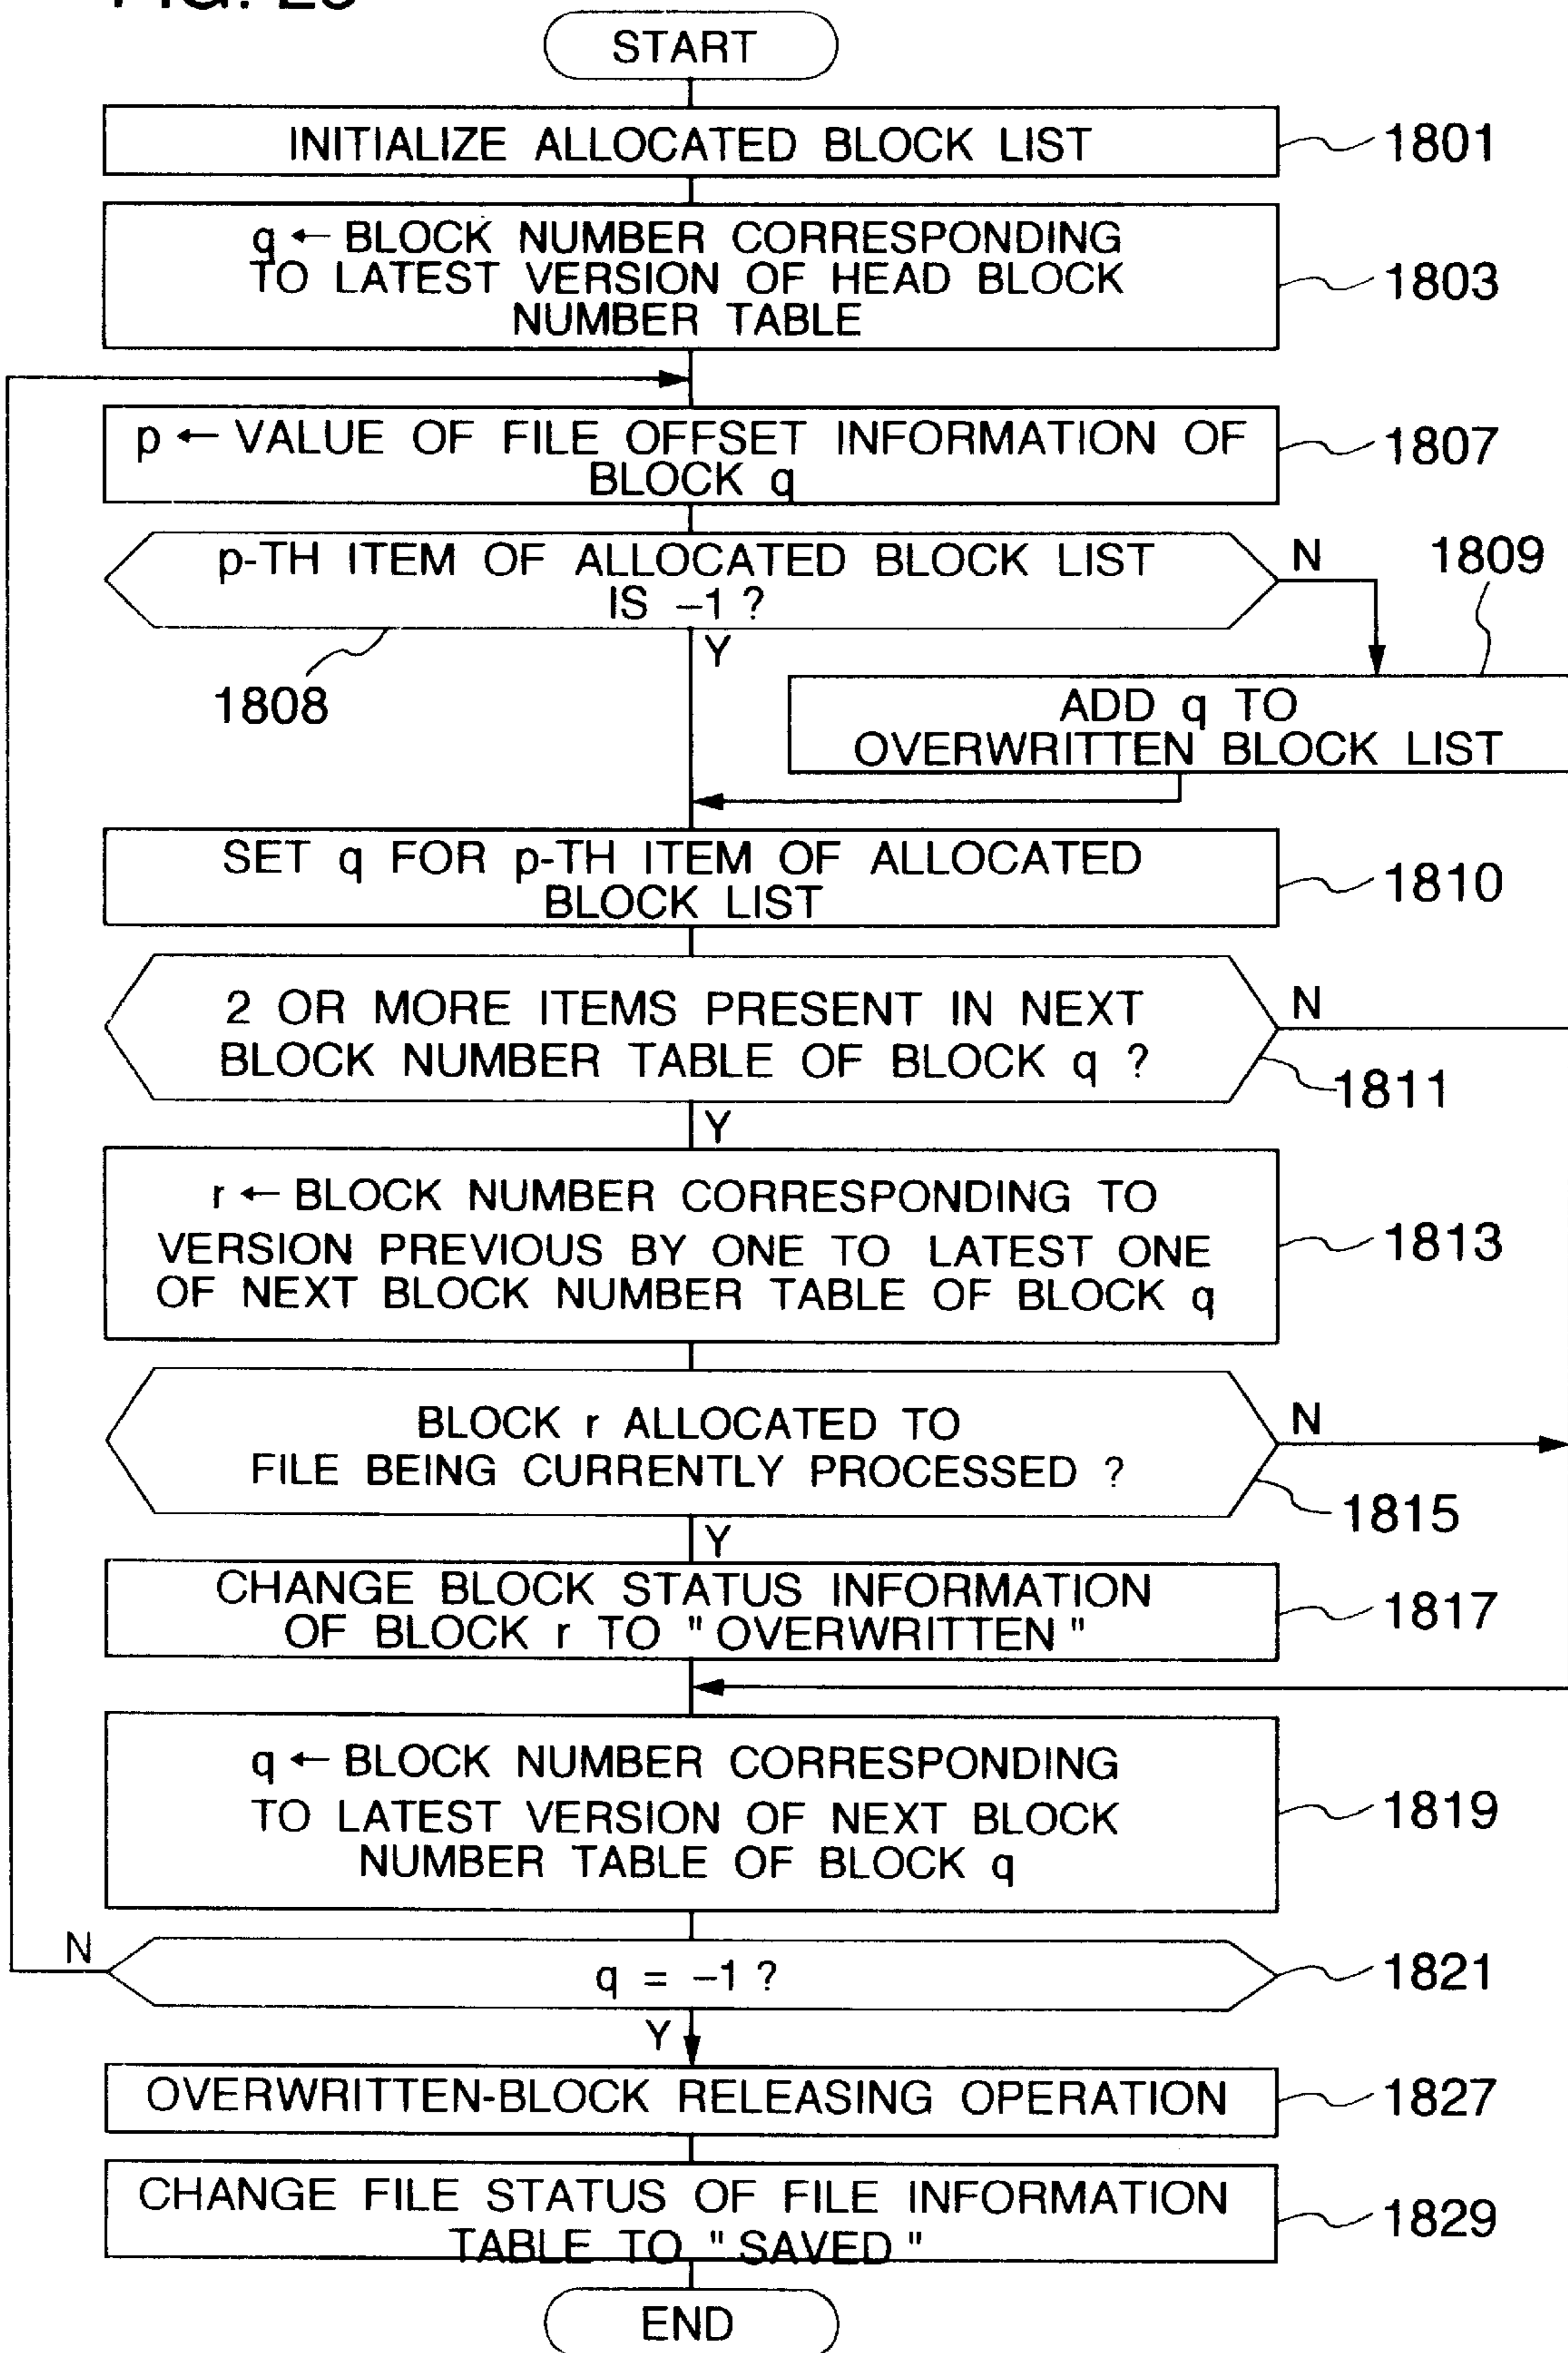 START
INITIALIZE ALLOCATED BLOCK LIST
1801
q ← BLOCK NUMBER CORRESPONDING
TO LATEST VERSION OF HEAD BLOCK
NUMBER TABLE
1803
p ← VALUE OF FILE OFFSET INFORMATION OF
BLOCK q
1807
p-TH ITEM OF ALLOCATED BLOCK LIST
IS –1 ?
N
1809
Y
1808
ADD q TO
OVERWRITTEN BLOCK LIST
SET q FOR p-TH ITEM OF ALLOCATED
BLOCK LIST
1810
2 OR MORE ITEMS PRESENT IN NEXT
BLOCK NUMBER TABLE OF BLOCK q ?
N
1811
Y
r ← BLOCK NUMBER CORRESPONDING TO
VERSION PREVIOUS BY ONE TO LATEST ONE
OF NEXT BLOCK NUMBER TABLE OF BLOCK q
1813
BLOCK r ALLOCATED TO
FILE BEING CURRENTLY PROCESSED ?
N
1815
Y
CHANGE BLOCK STATUS INFORMATION
OF BLOCK r TO " OVERWRITTEN "
1817
q ← BLOCK NUMBER CORRESPONDING
TO LATEST VERSION OF NEXT BLOCK
NUMBER TABLE OF BLOCK q
1819
N
q = –1 ?
1821
Y
OVERWRITTEN-BLOCK RELEASING OPERATION
1827
CHANGE FILE STATUS OF FILE INFORMATION
TABLE TO " SAVED "
1829
END